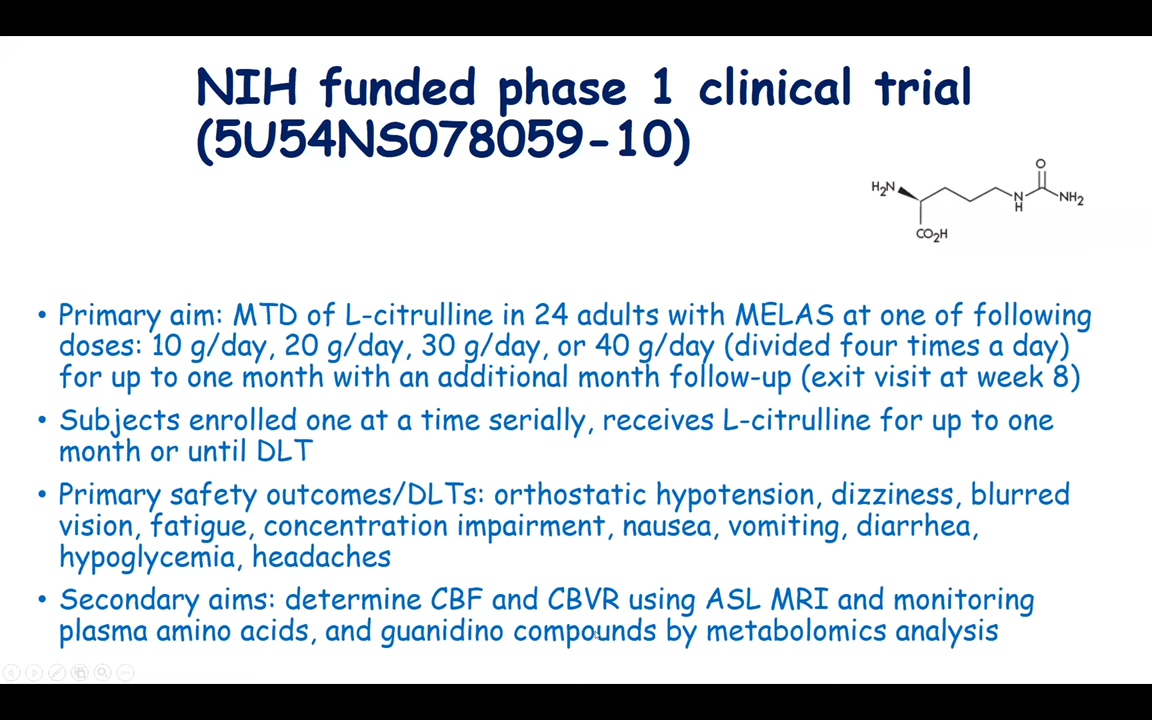 NIH funded phase 1 clinical trial
(5U54NS078059-10)
O
H₂N
N
H
NH₂
CO₂H
• Primary aim: MTD of L-citrulline in 24 adults with MELAS at one of following
doses: 10 g/day, 20 g/day, 30 g/day, or 40 g/day (divided four times a day)
for up to one month with an additional month follow-up (exit visit at week 8)
• Subjects enrolled one at a time serially, receives L-citrulline for up to one
month or until DLT
• Primary safety outcomes/DLTs: orthostatic hypotension, dizziness, blurred
vision, fatigue, concentration impairment, nausea, vomiting, diarrhea,
hypoglycemia, headaches
• Secondary aims: determine CBF and CBVR using ASL MRI and monitoring
plasma amino acids, and guanidino compounds by metabolomics analysis